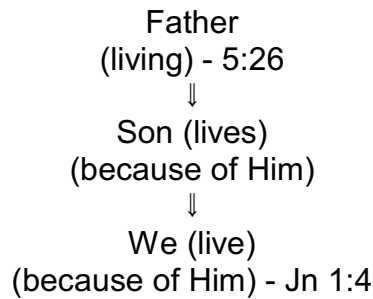 Father
(living) - 5:26
⇓
Son (lives)
(because of Him)
⇓
We (live)
(because of Him) - Jn 1:4